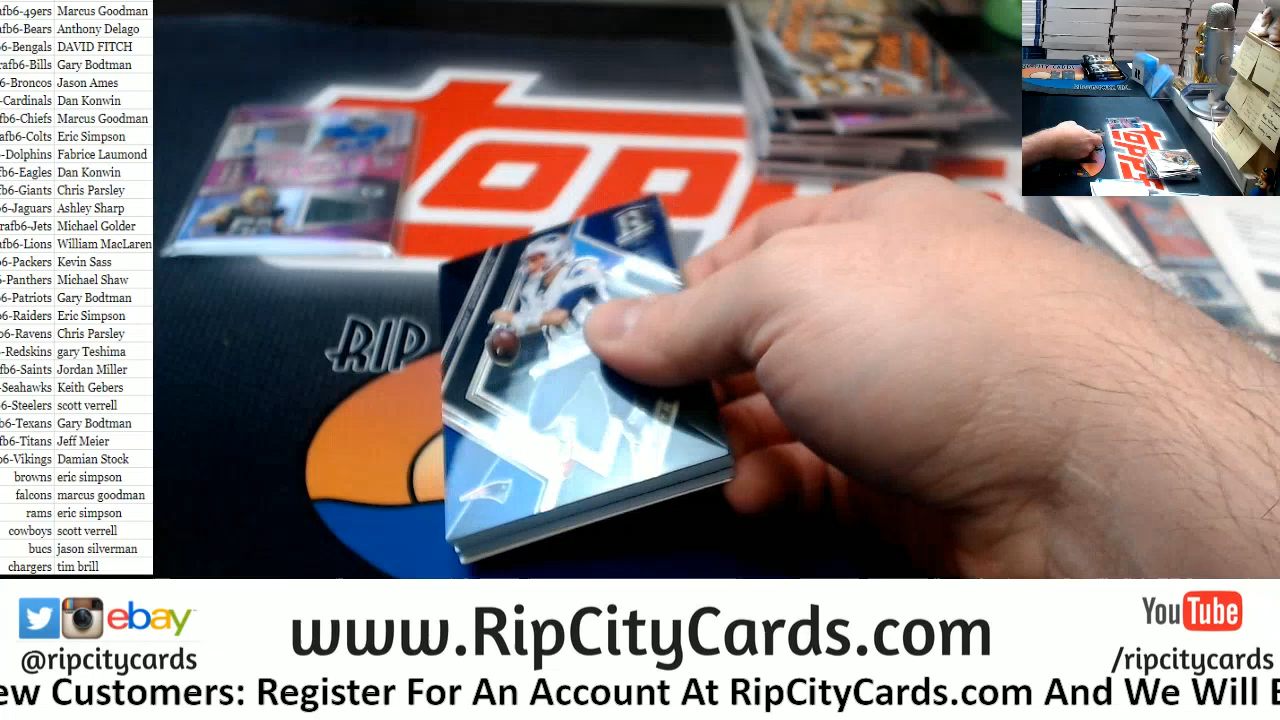 afb6-49ers Marcus Goodman
afb6-Bears Anthony Delago
6-Bengals DAVID FITCH
rafb6-Bills Gary Bodtman
6-Broncos Jason Ames
-Cardinals Dan Konwin
afb6-Chiefs Marcus Goodman
afb6-Colts Eric Simpson
-Dolphins Fabrice Laumond
6-Eagles Dan Konwin
fb6-Giants Chris Parsley
6-Jaguars Ashley Sharp
rafb6-Jets Michael Golder
fb6-Lions William MacLaren
6-Packers Kevin Sass
-Panthers Michael Shaw
6-Patriots Gary Bodtman
6-Raiders Eric Simpson
b6-Ravens Chris Parsley
-Redskins gary Teshima
fb6-Saints Jordan Miller
-Seahawks Keith Gebers
6-Steelers scott verrell
b6-Texans Gary Bodtman
fb6-Titans Jeff Meier
b6-Vikings Damian Stock
browns eric simpson
falcons marcus goodman
rams eric simpson
cowboys scott verrell
bucs jason silverman
chargers tim brill
topps
RIP
ebay
@ripcitycards
www.RipCityCards.com
YouTube
/ripcitycards
ew Customers: Register For An Account At RipCityCards.com And We Will E